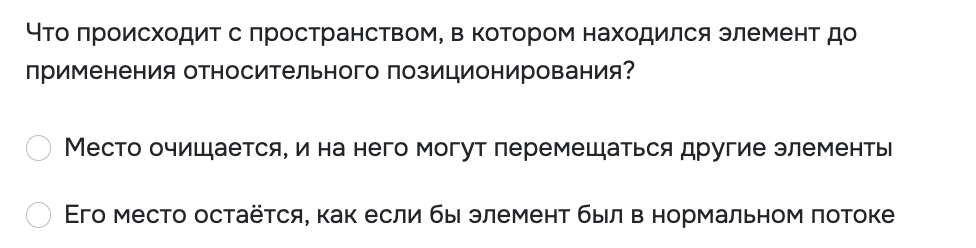 Что происходит с пространством, в котором находился элемент до
применения относительного позиционирования?
Место очищается, и на него могут перемещаться другие элементы
Его место остаётся, как если бы элемент был в нормальном потоке